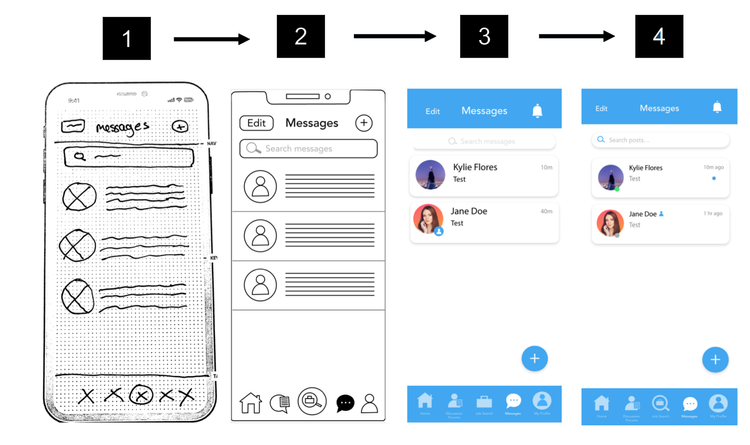 1 2 3 4
9:41
messages
Edit Messages +
Search messages
Edit Messages
Search messages
Kylie Flores 10m
Test
Jane Doe 40m
Test
+
Home Job Search Messages My Profile
Edit Messages
Search posts...
Kylie Flores 10m ago
Test
Jane Doe 1 hr ago
Test
+
Home Job Search Messages My Profile